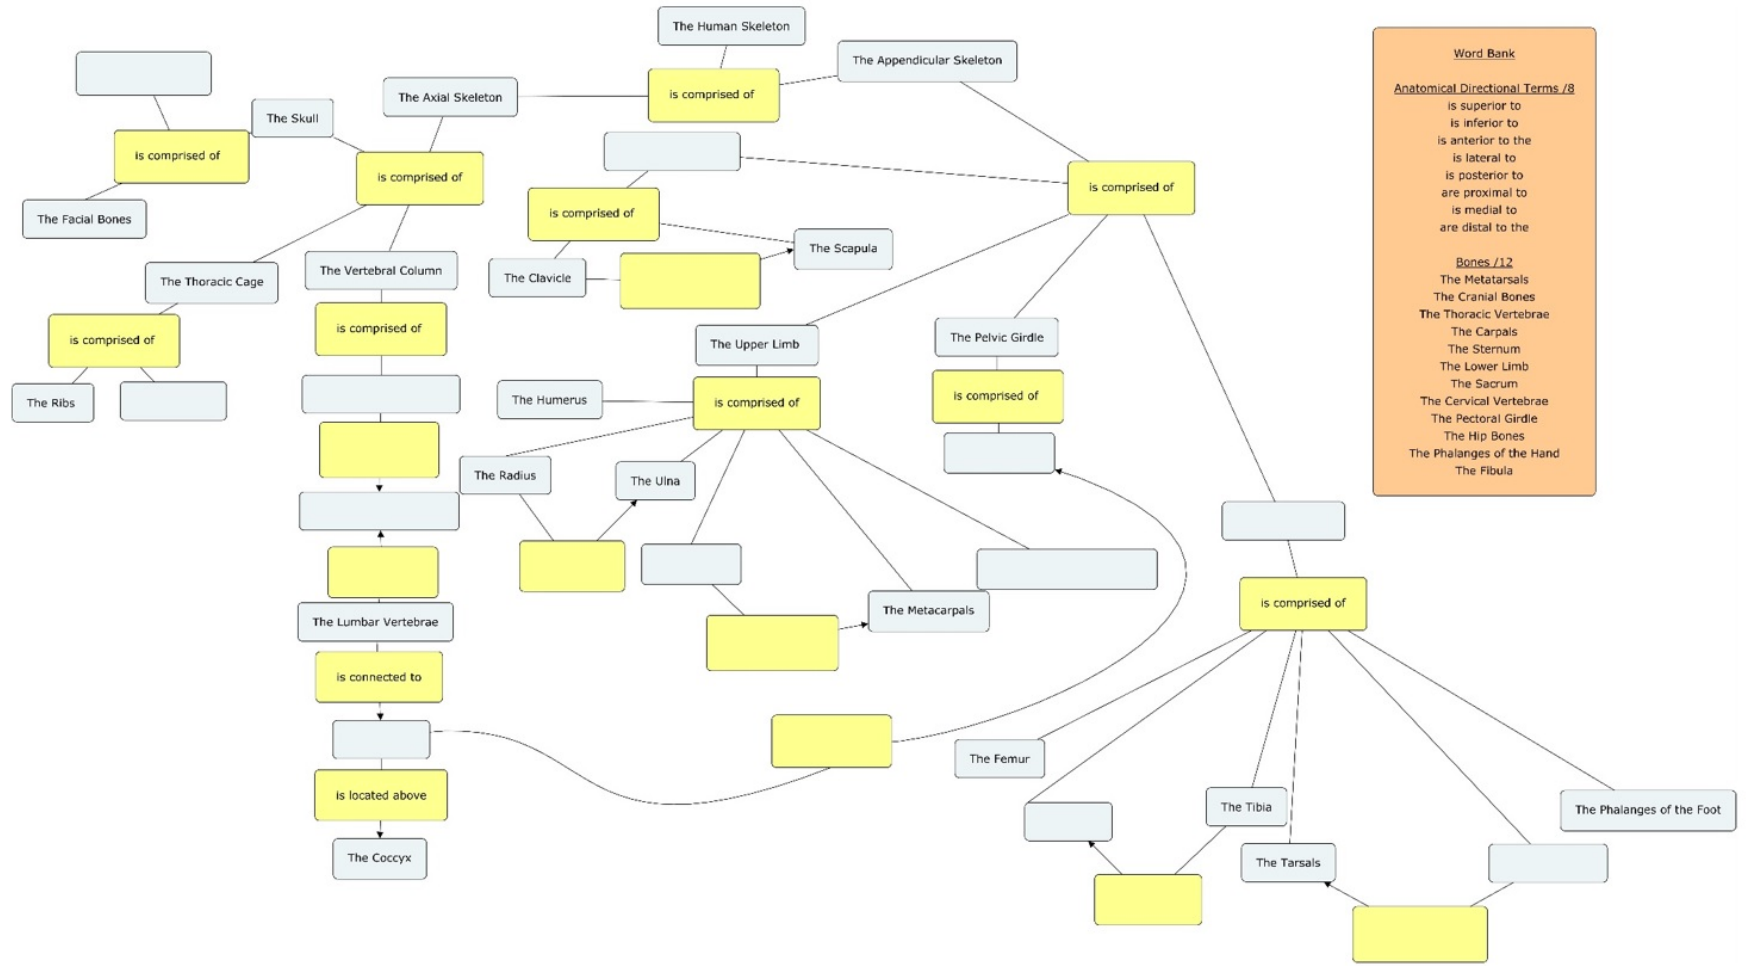 The Human Skeleton
The Appendicular Skeleton
is comprised of
The Axial Skeleton
The Skull
is comprised of
is comprised of
The Facial Bones
is comprised of
is comprised of
The Scapula
The Clavicle
The Thoracic Cage
The Vertebral Column
is comprised of
is comprised of
The Ribs
The Upper Limb
The Pelvic Girdle
The Humerus
is comprised of
is comprised of
The Radius
The Ulna
The Metacarpals
The Lumbar Vertebrae
is connected to
is located above
The Coccyx
is comprised of
The Femur
The Tibia
The Tarsals
The Phalanges of the Foot
Word Bank
Anatomical Directional Terms /8
is superior to
is inferior to
is anterior to the
is lateral to
is posterior to
are proximal to
is medial to
are distal to the
Bones /12
The Metatarsals
The Cranial Bones
The Thoracic Vertebrae
The Carpals
The Sternum
The Lower Limb
The Sacrum
The Cervical Vertebrae
The Pectoral Girdle
The Hip Bones
The Phalanges of the Hand
The Fibula